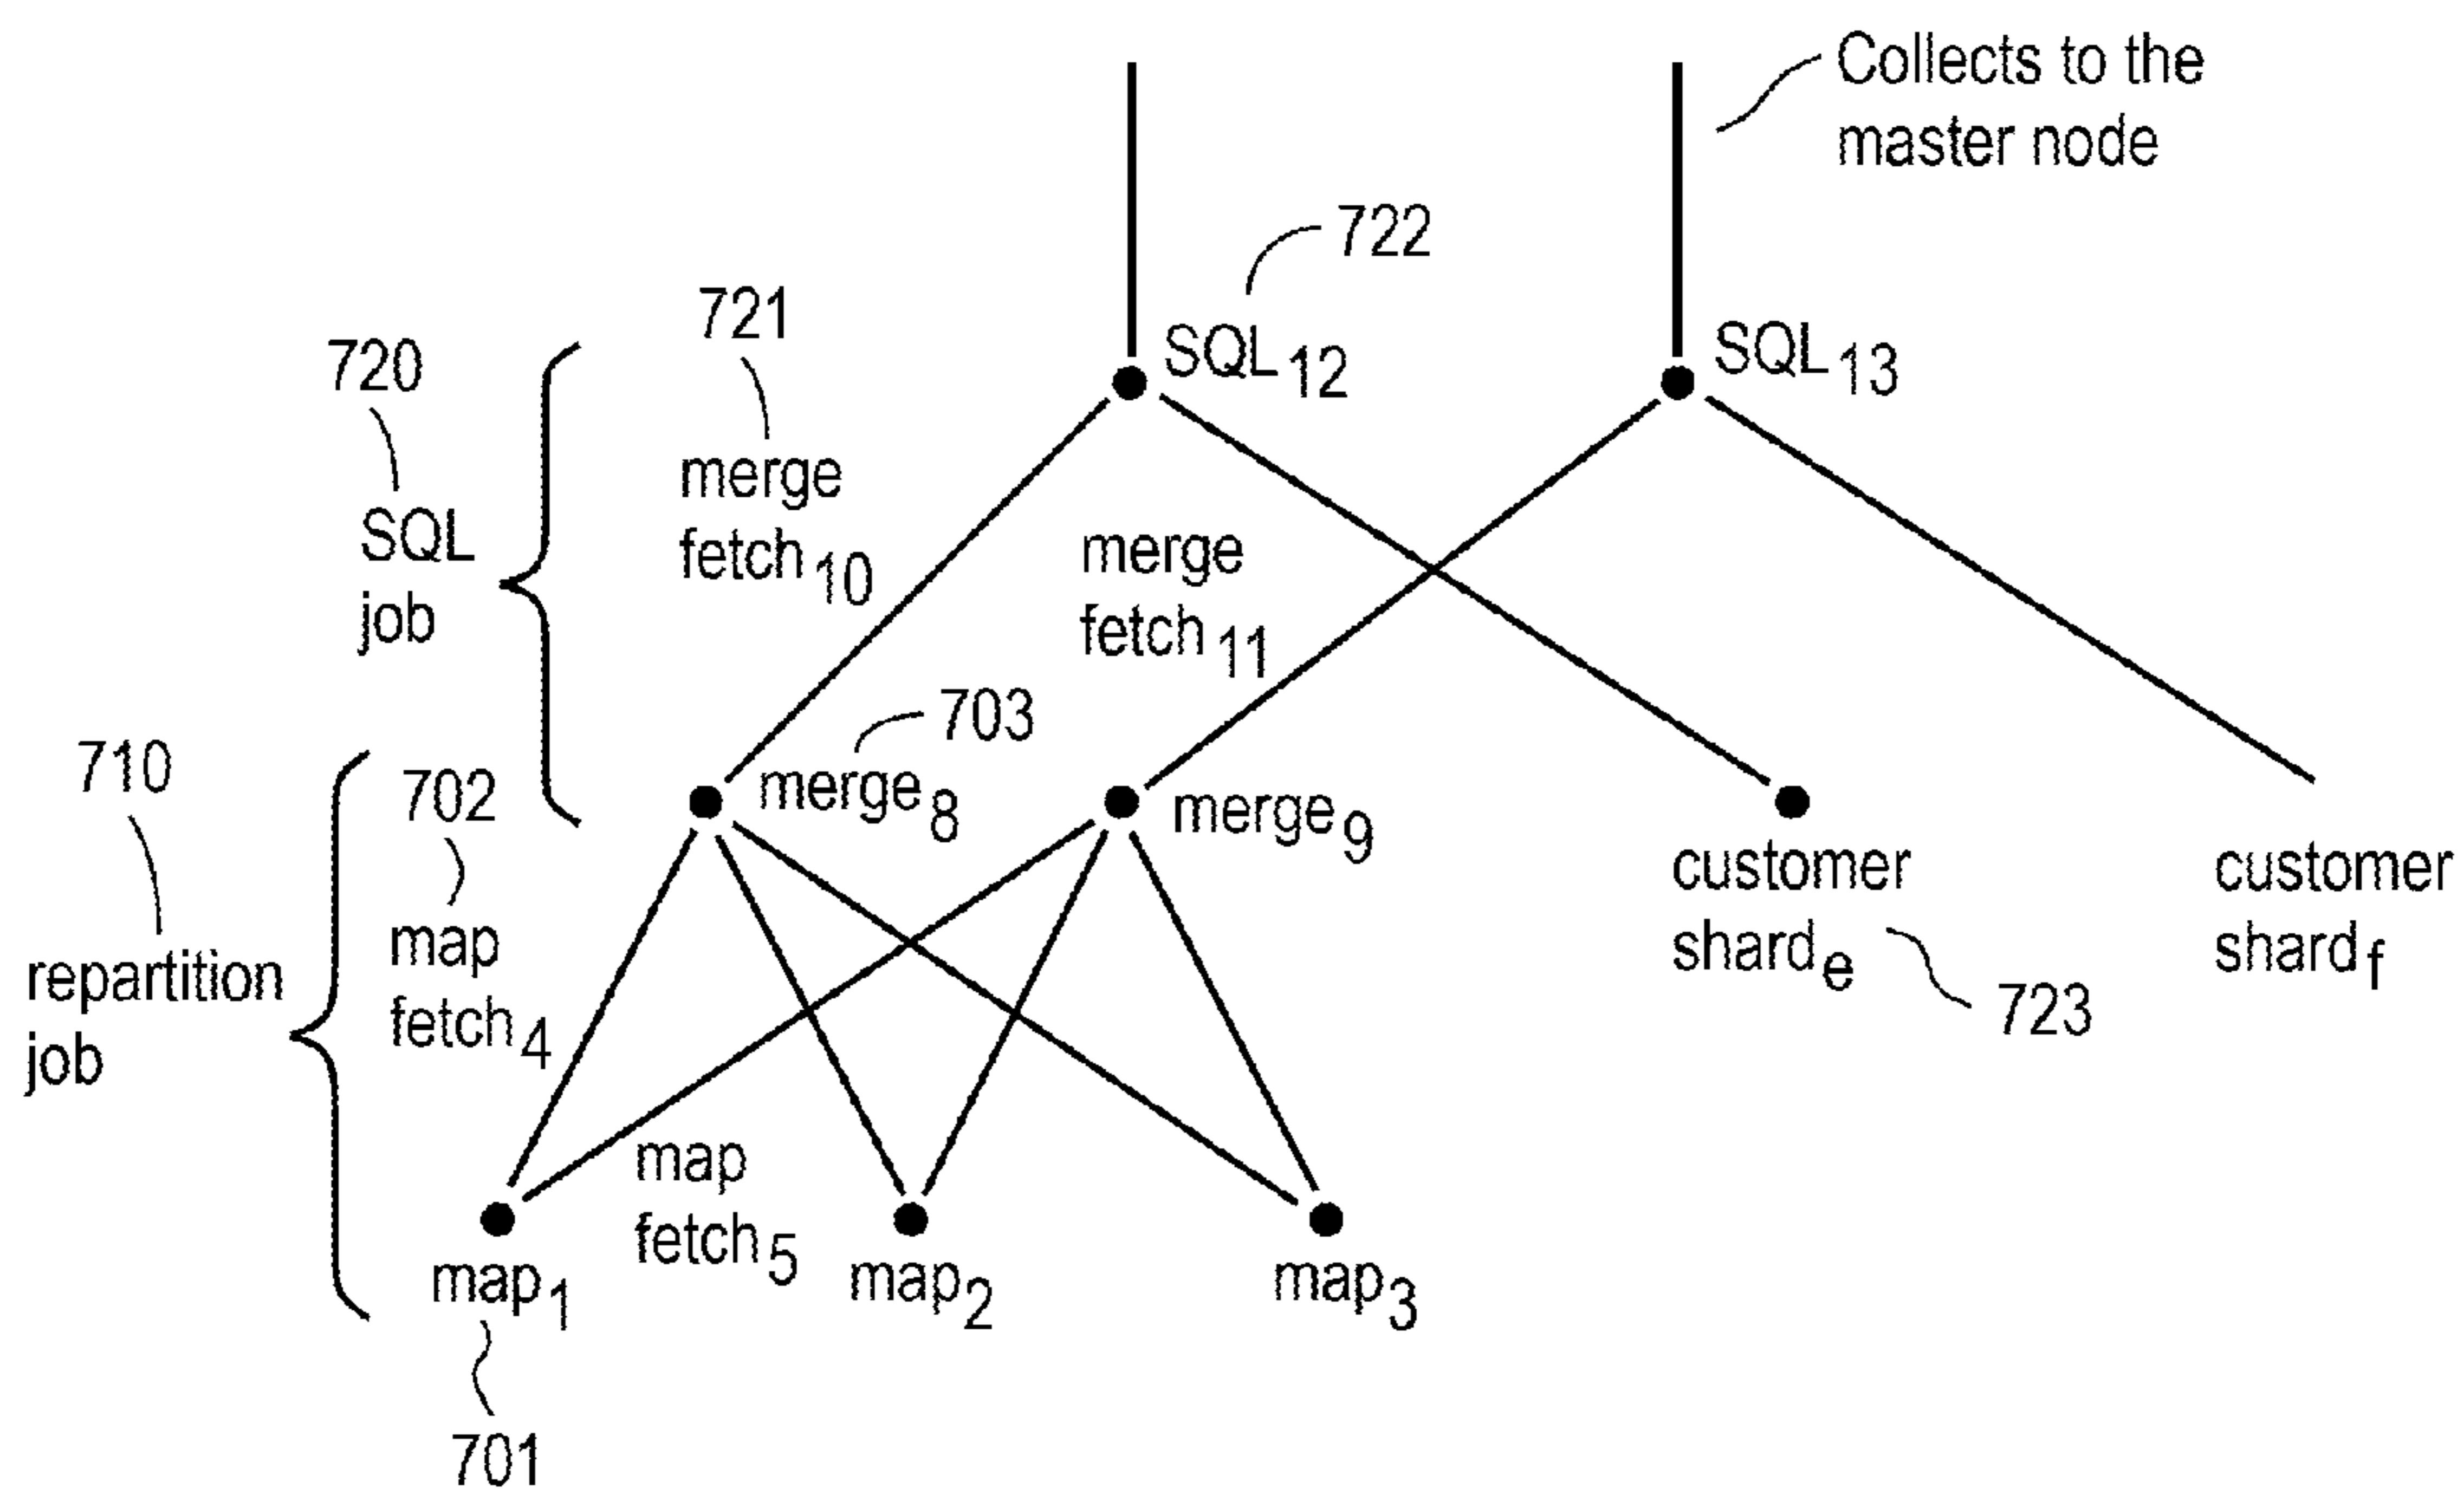 Collects to the
master node
722
SQL12
SQL13
721
720
merge
fetch10
SQL
job
merge
fetch11
703
merge8
merge9
710
702
customer
sharde
customer
shardf
723
map
fetch4
repartition
job
map
fetch5
map1
map2
map3
701